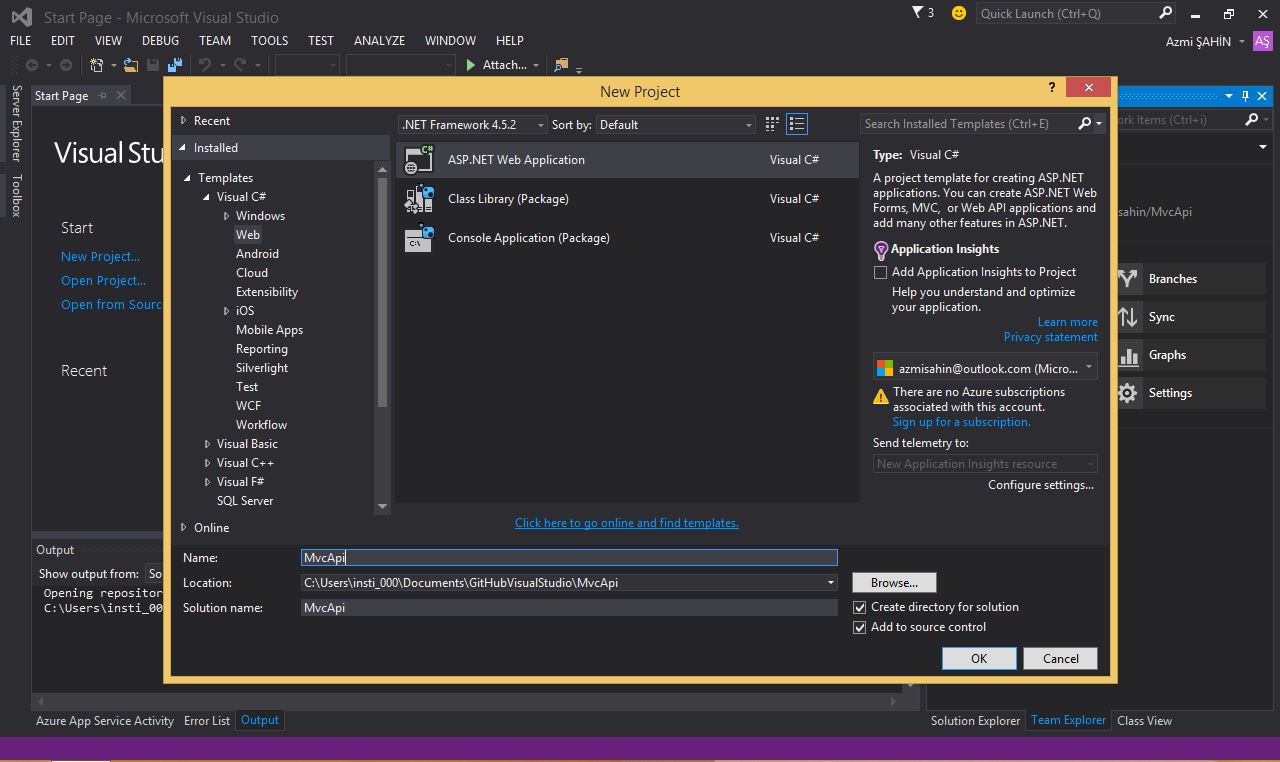 Start Page - Microsoft Visual Studio
3
Quick Launch (Ctrl+Q)
FILE EDIT VIEW DEBUG TEAM TOOLS TEST ANALYZE WINDOW HELP
Azmi ŞAHİN AŞ
Attach...
Server Explorer
Toolbox
Start Page
Visual Stu
Start
New Project...
Open Project...
Open from Sourc
Recent
New Project
?
Recent
Installed
Templates
Visual C#
Windows
Web
Android
Cloud
Extensibility
iOS
Mobile Apps
Reporting
Silverlight
Test
WCF
Workflow
Visual Basic
Visual C++
Visual F#
SQL Server
Online
.NET Framework 4.5.2 Sort by: Default
Search Installed Templates (Ctrl+E)
ASP.NET Web Application Visual C#
Class Library (Package) Visual C#
Console Application (Package) Visual C#
Click here to go online and find templates.
Type: Visual C#
A project template for creating ASP.NET
applications. You can create ASP.NET Web
Forms, MVC, or Web API applications and
add many other features in ASP.NET.
Application Insights
Add Application Insights to Project
Help you understand and optimize
your application.
Learn more
Privacy statement
azmisahin@outlook.com (Micro...
There are no Azure subscriptions
associated with this account.
Sign up for a subscription.
Send telemetry to:
New Application Insights resource
Configure settings...
Name: MvcApi
Location: C:\Users\insti_000\Documents\GitHubVisualStudio\MvcApi Browse...
Solution name: MvcApi
Create directory for solution
Add to source control
OK Cancel
ork Items (Ctrl+i)
sahin/MvcApi
Branches
Sync
Graphs
Settings
Output
Show output from: So
Opening repositor
C:\Users\insti_000
Azure App Service Activity Error List Output
Solution Explorer Team Explorer Class View